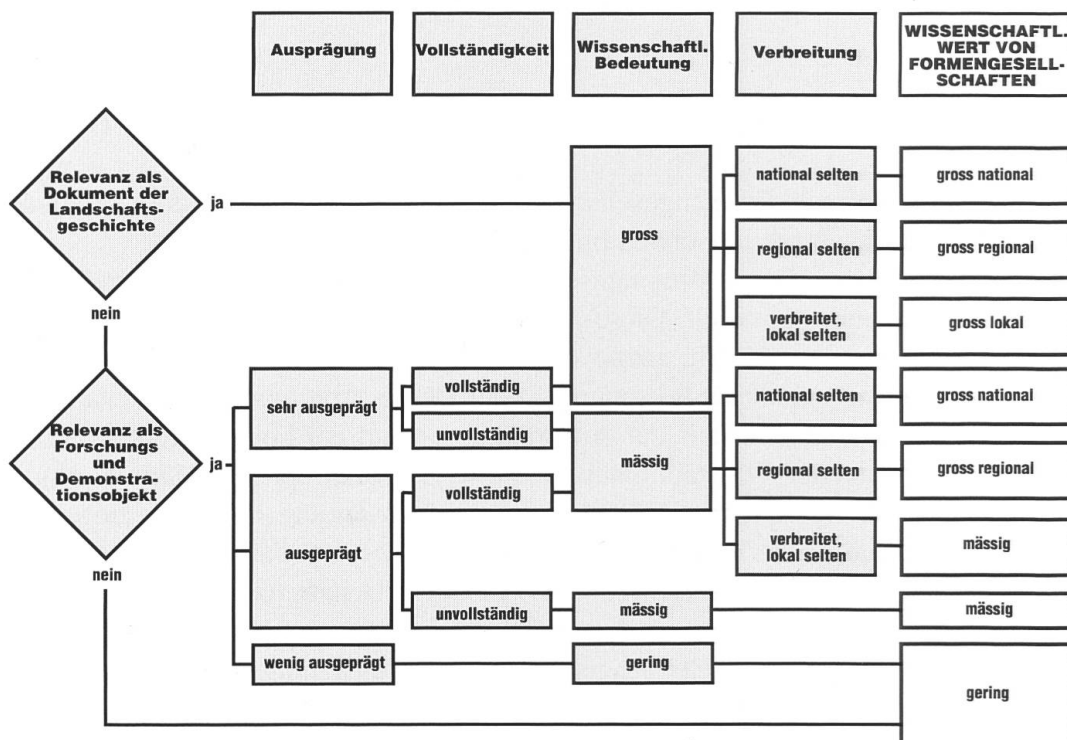 Ausprägung
Vollständigkeit
Wissenschaftl.
Bedeutung
Verbreitung
WISSENSCHAFTL.
WERT VON
FORMENGESELL-
SCHAFTEN
Relevanz als
Dokument der
Landschafts-
geschichte
ja
nein
gross
national selten
gross national
regional selten
gross regional
verbreitet,
lokal selten
gross lokal
Relevanz als
Forschungs
und
Demonstra-
tionsobjekt
ja
nein
sehr ausgeprägt
vollständig
unvollständig
mässig
national selten
gross national
regional selten
gross regional
verbreitet,
lokal selten
mässig
ausgeprägt
vollständig
unvollständig
mässig
mässig
wenig ausgeprägt
gering
gering